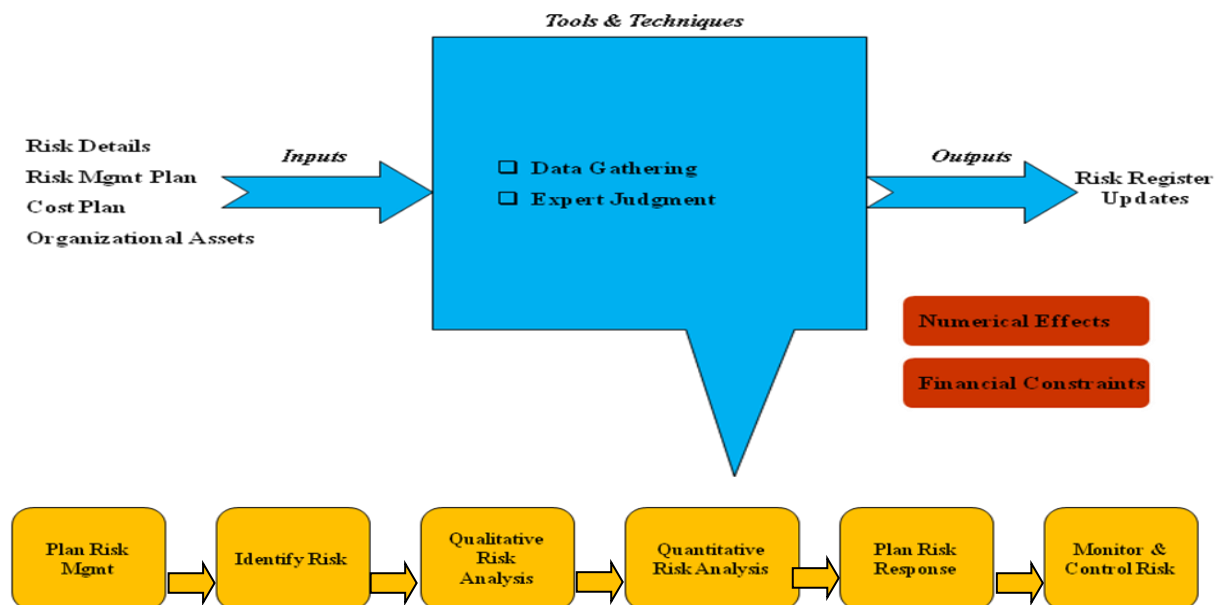 Tools & Techniques
Risk Details
Risk Mgmt Plan
Cost Plan
Organizational Assets
Inputs
Data Gathering
Expert Judgment
Outputs
Risk Register
Updates
Numerical Effects
Financial Constraints
Plan Risk
Mgmt
Identify Risk
Qualitative
Risk
Analysis
Quantitative
Risk Analysis
Plan Risk
Response
Monitor &
Control Risk